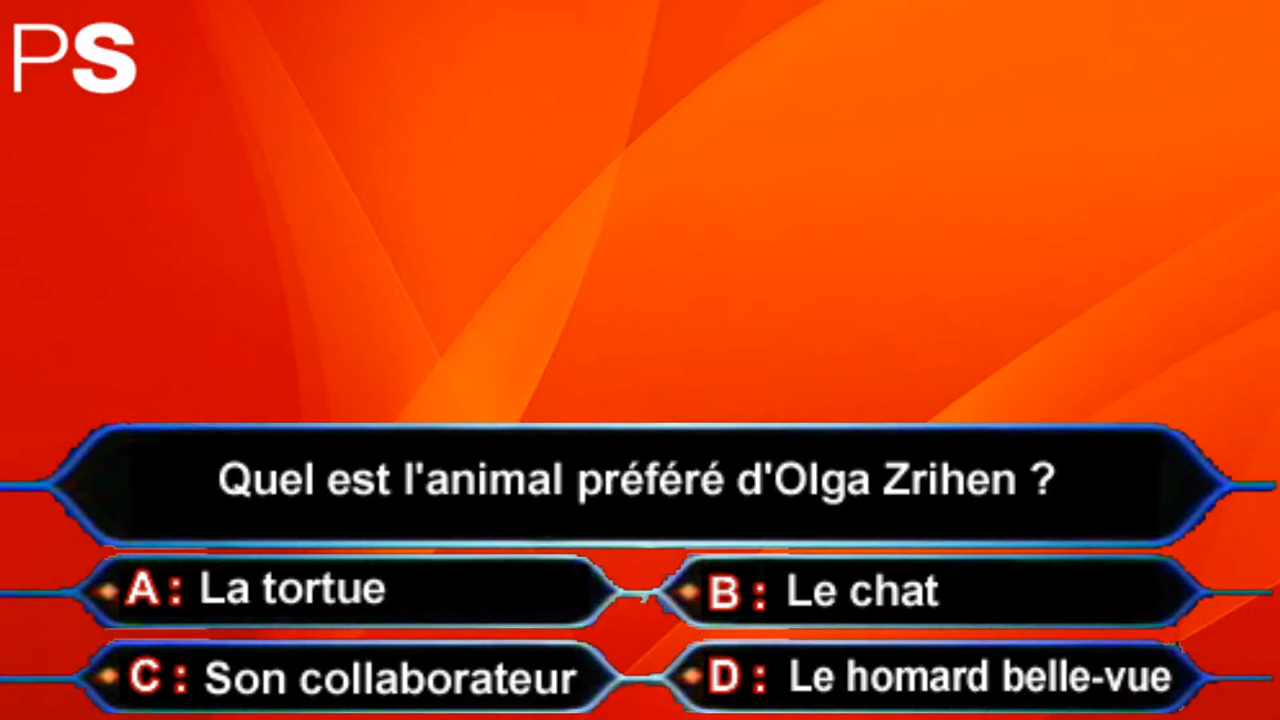 PS
Quel est l'animal préféré d'Olga Zrihen ?
A : La tortue
B : Le chat
C : Son collaborateur
D : Le homard belle-vue